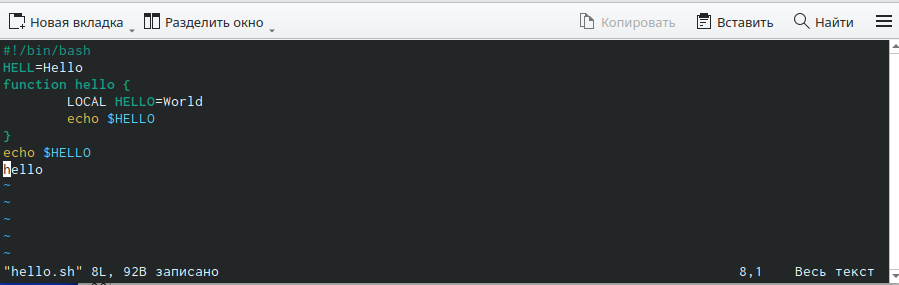 Новая вкладка Разделить окно Копировать Вставить Найти
#!/bin/bash
HELL=Hello
function hello {
        LOCAL HELLO=World
        echo $HELLO
}
echo $HELLO
hello
~
~
~
~
~
"hello.sh" 8L, 92B записано 8,1 Весь текст